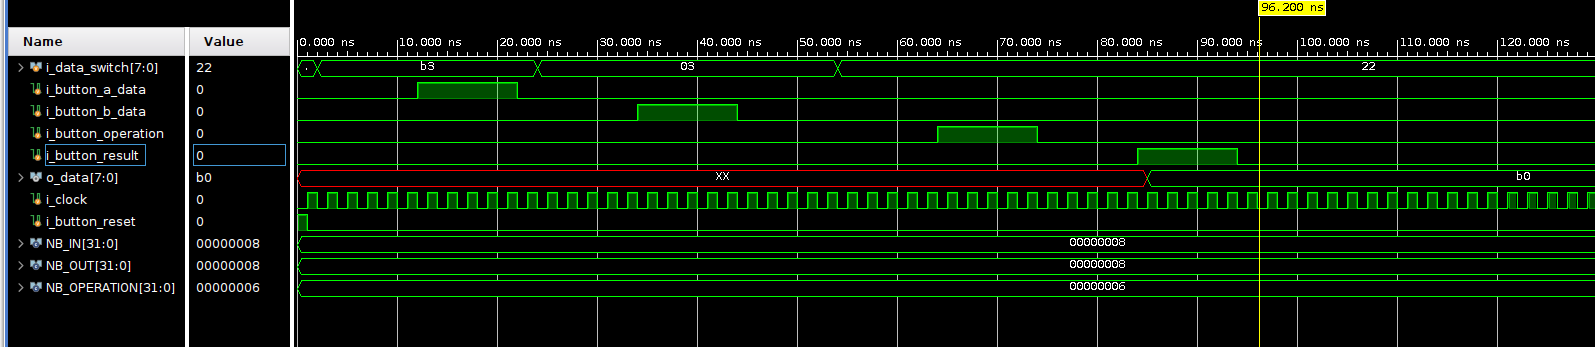 96.200 ns
Name Value
0.000 ns 10.000 ns 20.000 ns 30.000 ns 40.000 ns 50.000 ns 60.000 ns 70.000 ns 80.000 ns 90.000 ns 100.000 ns 110.000 ns 120.000 ns
i_data_switch[7:0] 22 . b3 03 22
i_button_a_data 0
i_button_b_data 0
i_button_operation 0
i_button_result 0
o_data[7:0] b0 XX b0
i_clock 0
i_button_reset 0
NB_IN[31:0] 00000008 00000008
NB_OUT[31:0] 00000008 00000008
NB_OPERATION[31:0] 00000006 00000006